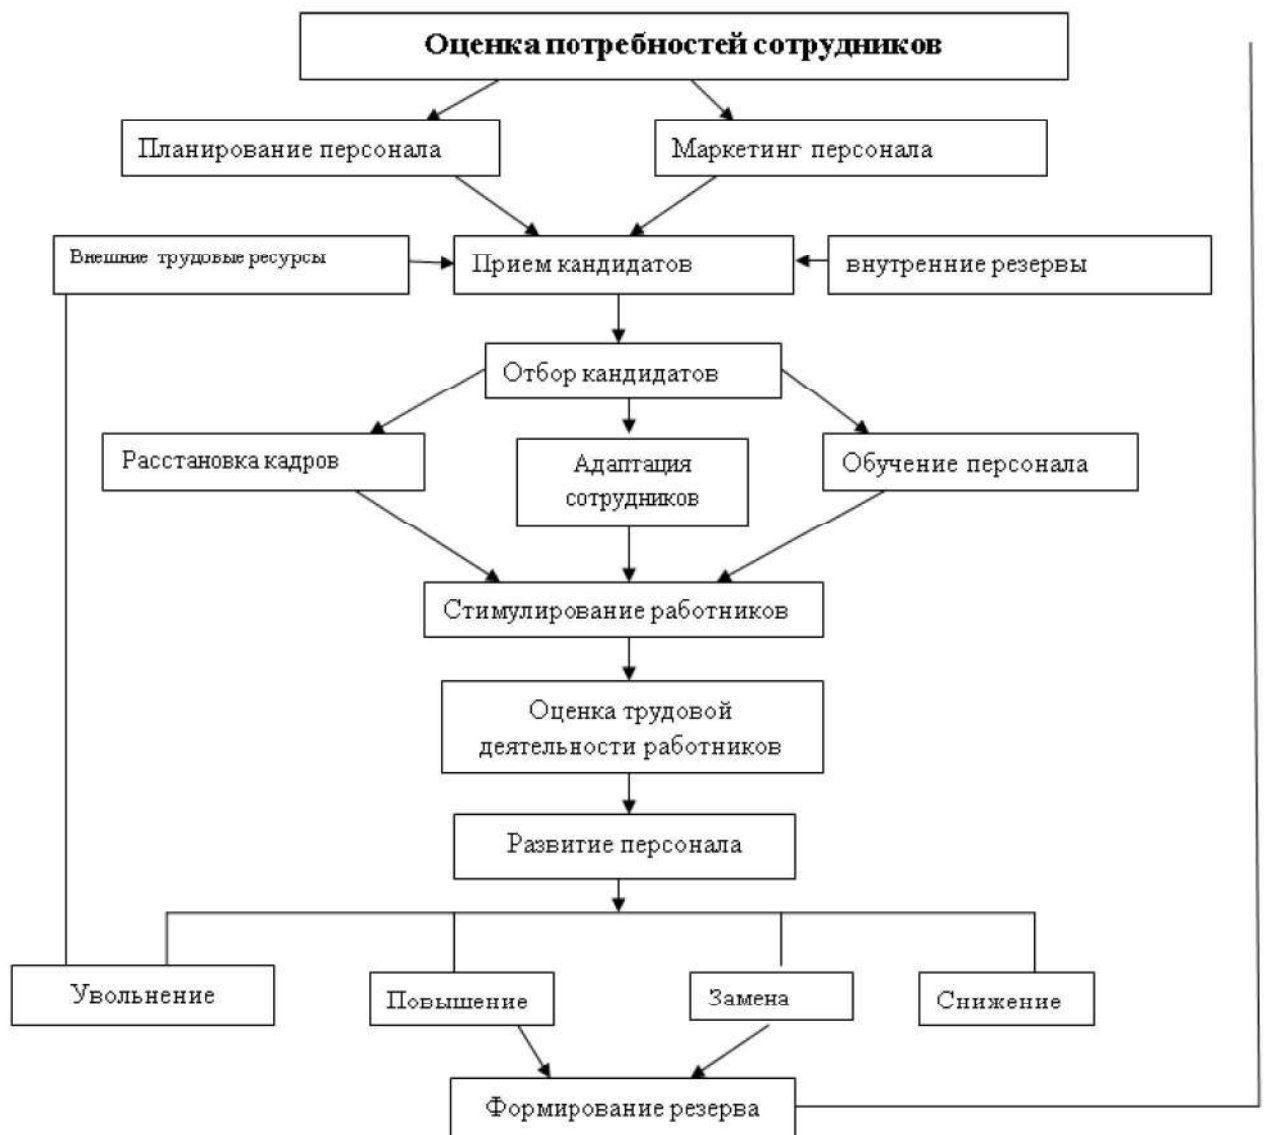 Оценка потребностей сотрудников
Планирование персонала
Маркетинг персонала
Внешние трудовые ресурсы
Прием кандидатов
внутренние резервы
Отбор кандидатов
Расстановка кадров
Адаптация
сотрудников
Обучение персонала
Стимулирование работников
Оценка трудовой
деятельности работников
Развитие персонала
Увольнение
Повышение
Замена
Снижение
Формирование резерва